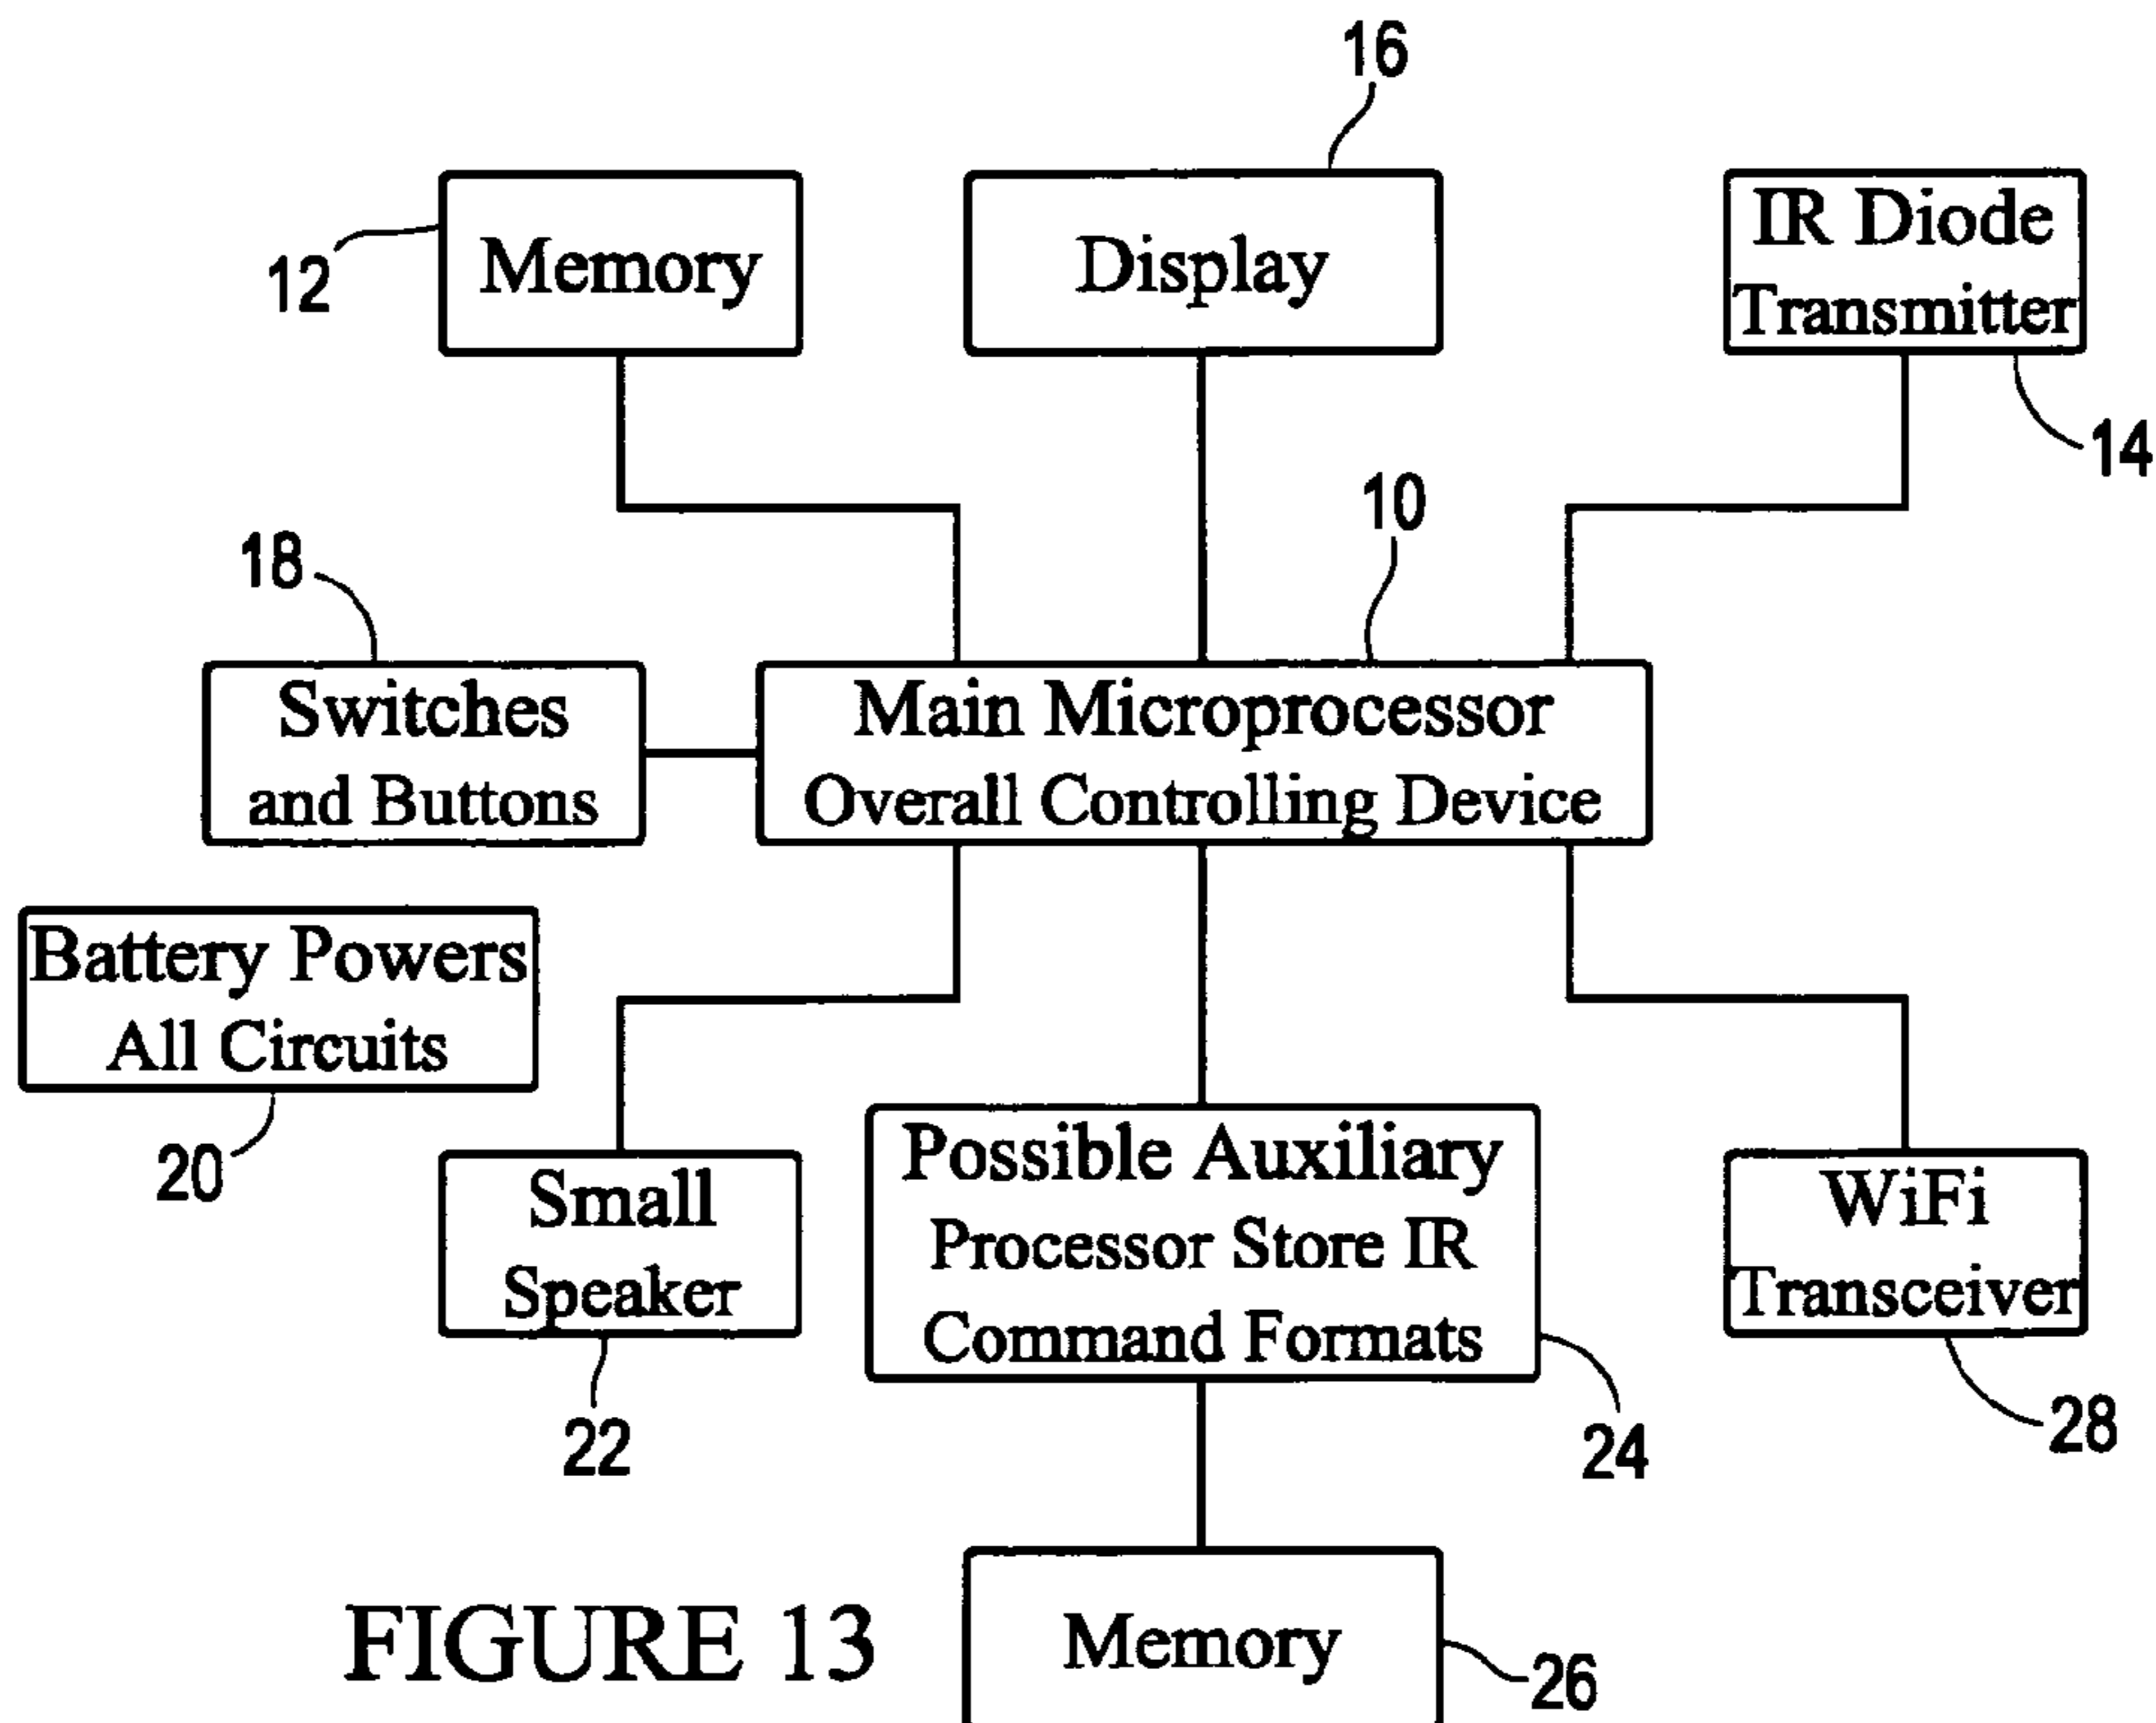 16
Memory
Display
IR Diode
Transmitter
12
14
10
18
Switches
and Buttons
Main Microprocessor
Overall Controlling Device
Battery Powers
All Circuits
20
Small
Speaker
22
Possible Auxiliary
Processor Store IR
Command Formats
24
WiFi
Transceiver
28
Memory
26
FIGURE 13